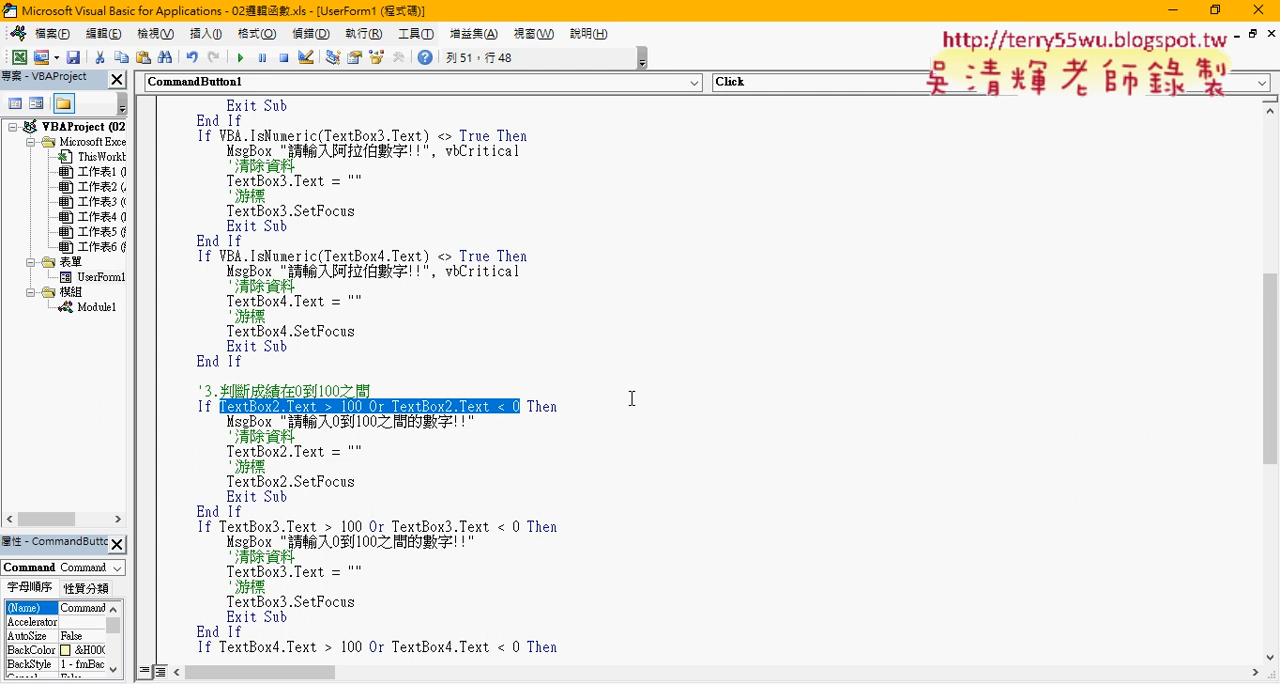 Microsoft Visual Basic for Applications - 02邏輯函數.xls - [UserForm1 (程式碼)]
檔案(F) 編輯(E) 檢視(V) 插入(I) 格式(O) 偵錯(D) 執行(R) 工具(T) 增益集(A) 視窗(W) 說明(H)
http://terry55wu.blogspot.tw
吳清輝老師錄製
列 51，行 48
專案 - VBAProject
CommandButton1
Click
VBAProject (02
Microsoft Exce
ThisWorkb
工作表1 (
工作表2 (
工作表3 (
工作表4 (
工作表5 (
工作表6 (
表單
UserForm1
模組
Module1
屬性 - CommandButto
Command Command
字母順序 性質分類
(Name) Command
Accelerator
AutoSize False
BackColor &H00(
BackStyle 1 - fmBac
Exit Sub
End If
If VBA.IsNumeric(TextBox3.Text) <> True Then
MsgBox "請輸入阿拉伯數字!!", vbCritical
'清除資料
TextBox3.Text = ""
'游標
TextBox3.SetFocus
Exit Sub
End If
If VBA.IsNumeric(TextBox4.Text) <> True Then
MsgBox "請輸入阿拉伯數字!!", vbCritical
'清除資料
TextBox4.Text = ""
'游標
TextBox4.SetFocus
Exit Sub
End If
'3.判斷成績在0到100之間
If TextBox2.Text > 100 Or TextBox2.Text < 0 Then
MsgBox "請輸入0到100之間的數字!!"
'清除資料
TextBox2.Text = ""
'游標
TextBox2.SetFocus
Exit Sub
End If
If TextBox3.Text > 100 Or TextBox3.Text < 0 Then
MsgBox "請輸入0到100之間的數字!!"
'清除資料
TextBox3.Text = ""
'游標
TextBox3.SetFocus
Exit Sub
End If
If TextBox4.Text > 100 Or TextBox4.Text < 0 Then